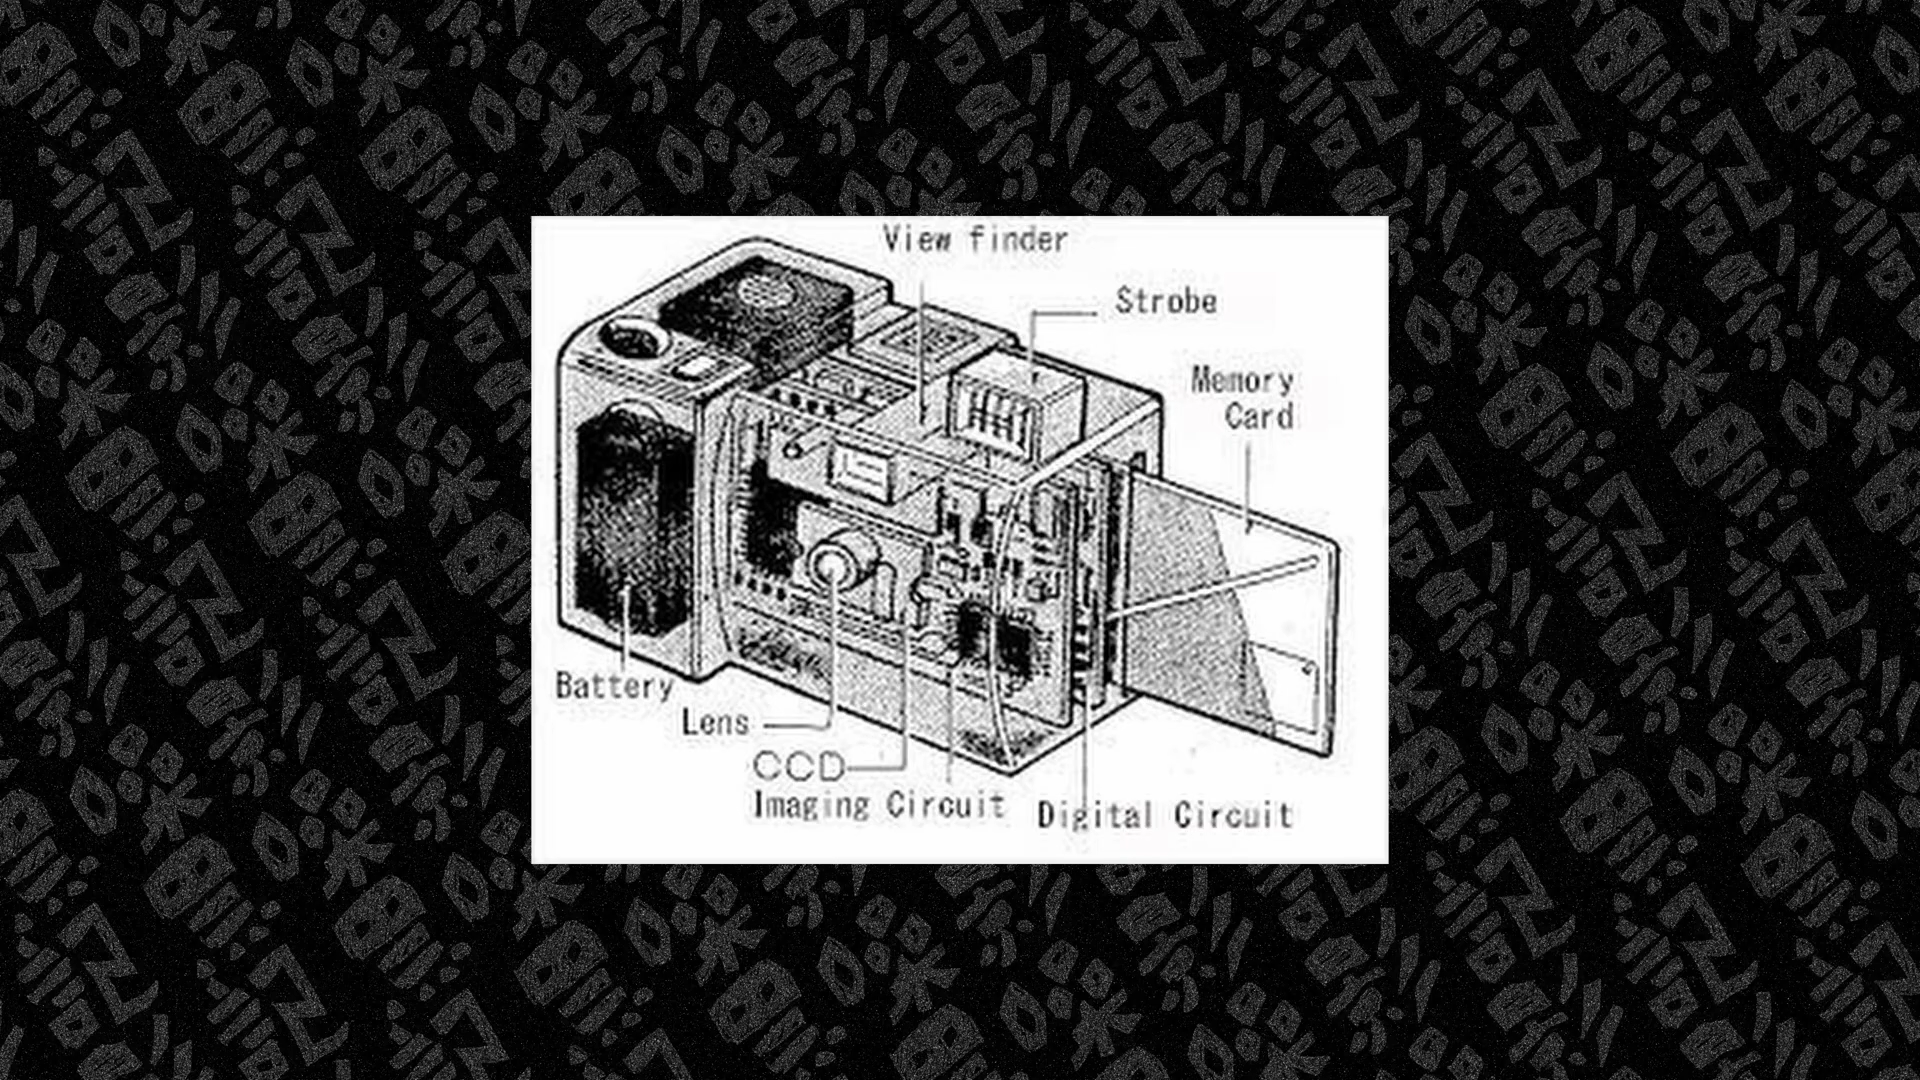 View finder
Strobe
Memory
Card
Battery
Lens
CCD
Imaging Circuit
Digital Circuit